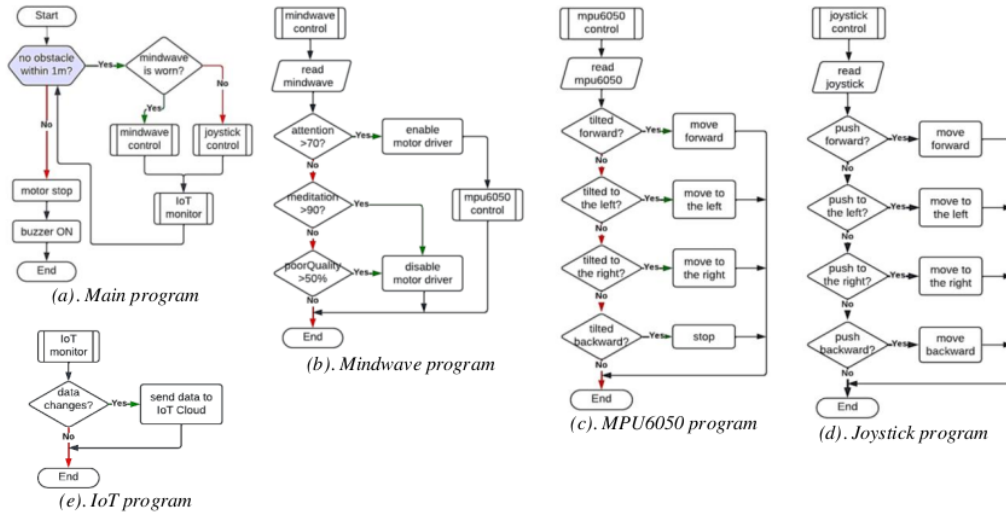 Start
no obstacle
within 1m?
Yes
mindwave
is worn?
No
Yes
No
mindwave
control
joystick
control
IoT
monitor
motor stop
buzzer ON
End
(a). Main program
mindwave
control
read
mindwave
attention
>70?
Yes
enable
motor driver
No
meditation
>90?
Yes
mpu6050
control
No
poorQuality
>50%
Yes
disable
motor driver
No
End
(b). Mindwave program
mpu6050
control
read
mpu6050
tilted
forward?
Yes
move
forward
No
tilted to
the left?
Yes
move to
the left
No
tilted to
the right?
Yes
move to
the right
No
tilted
backward?
Yes
stop
No
End
(c). MPU6050 program
joystick
control
read
joystick
push
forward?
Yes
move
forward
No
push to
the left?
Yes
move to
the left
No
push to
the right?
Yes
move to
the right
No
push
backward?
Yes
move
backward
No
End
(d). Joystick program
IoT
monitor
data
changes?
Yes
send data to
IoT Cloud
No
End
(e). IoT program